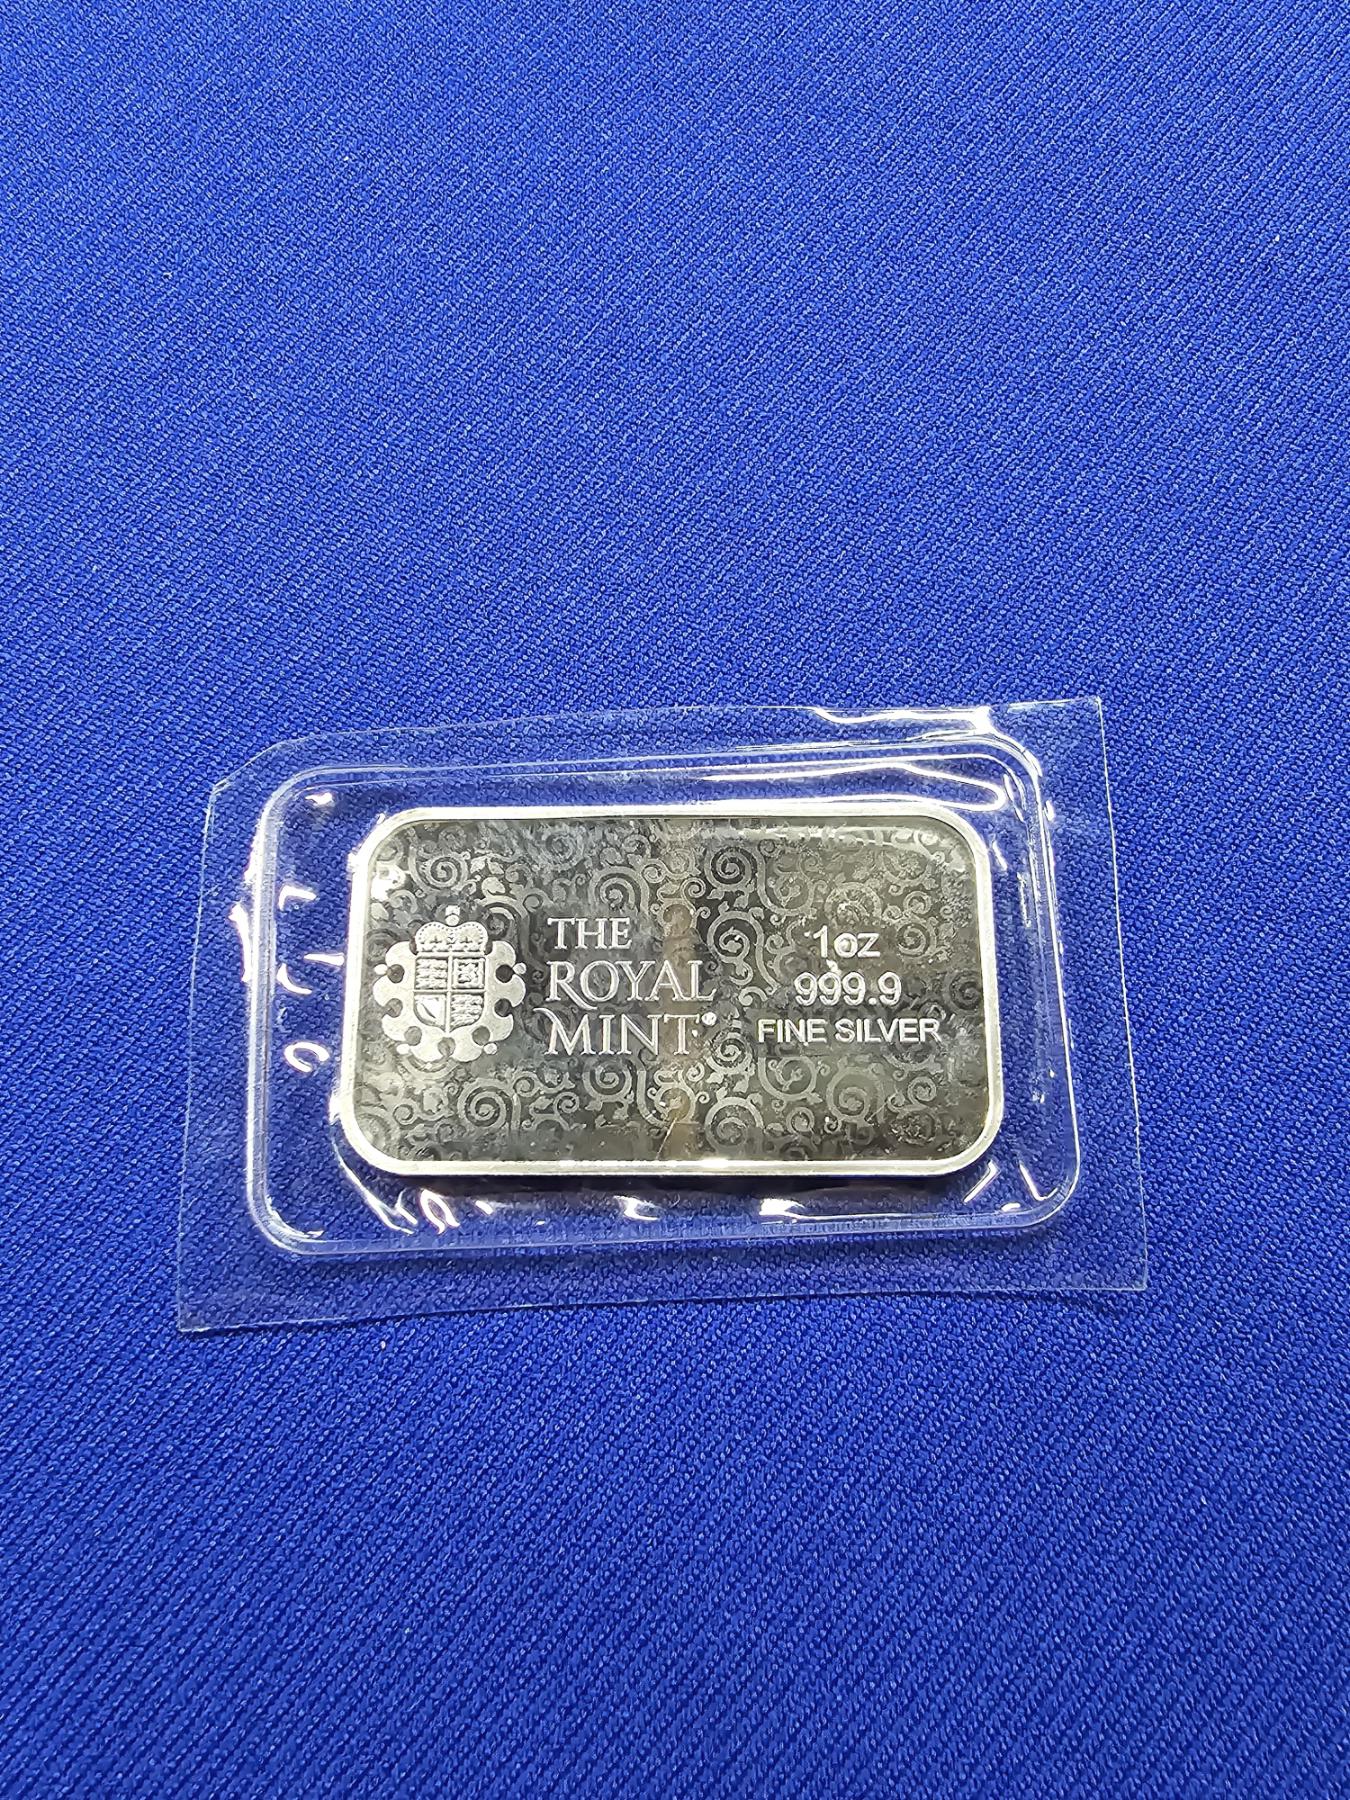 THE
ROYAL
MINT®
1oz
999.9
FINE SILVER